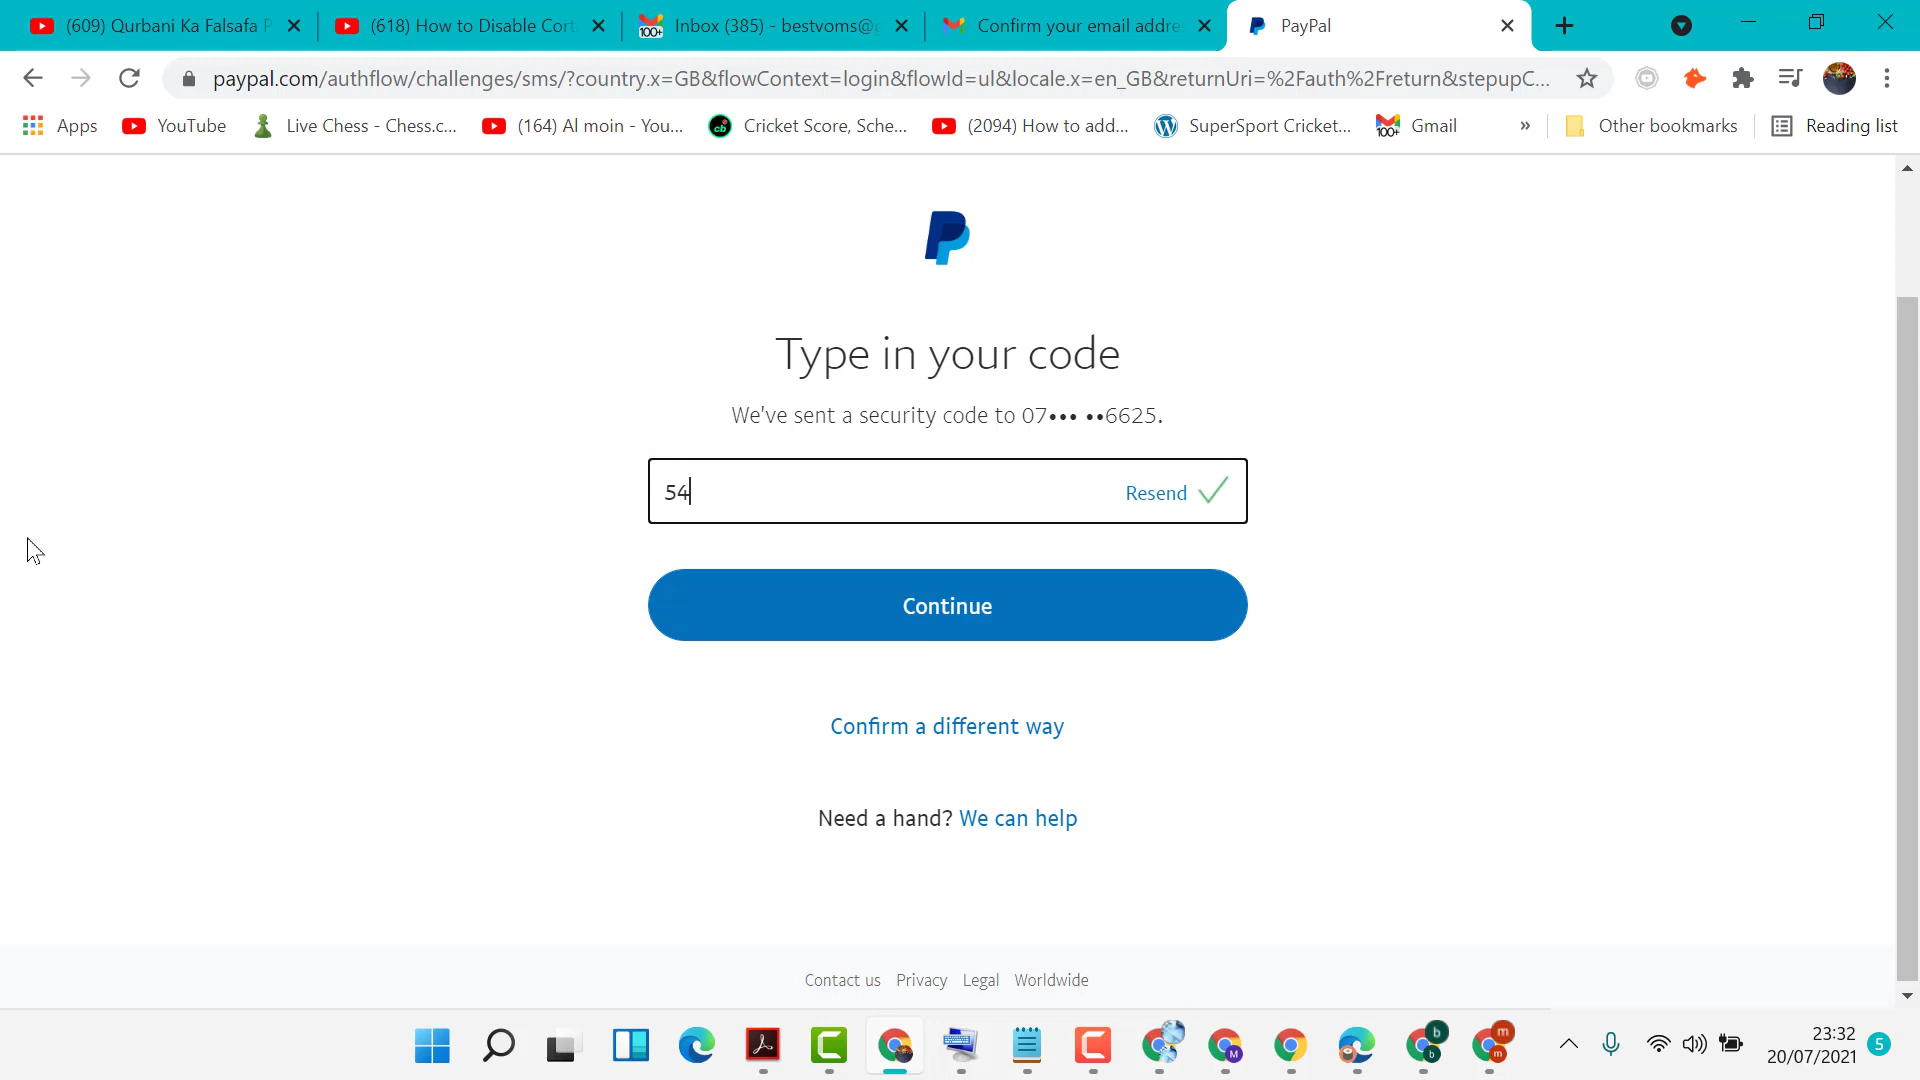 (609) Qurbani Ka Falsafa P
(618) How to Disable Cort
Inbox (385) - bestvoms@g
Confirm your email addre
PayPal
paypal.com/authflow/challenges/sms/?country.x=GB&flowContext=login&flowId=ul&locale.x=en_GB&returnUri=%2Fauth%2Freturn&stepupC...
Apps
YouTube
Live Chess - Chess.c...
(164) Al moin - You...
Cricket Score, Sche...
(2094) How to add...
SuperSport Cricket...
Gmail
»
Other bookmarks
Reading list
Type in your code
We've sent a security code to 07••• ••6625.
54
Resend
Continue
Confirm a different way
Need a hand? We can help
Contact us Privacy Legal Worldwide
23:32
20/07/2021
5